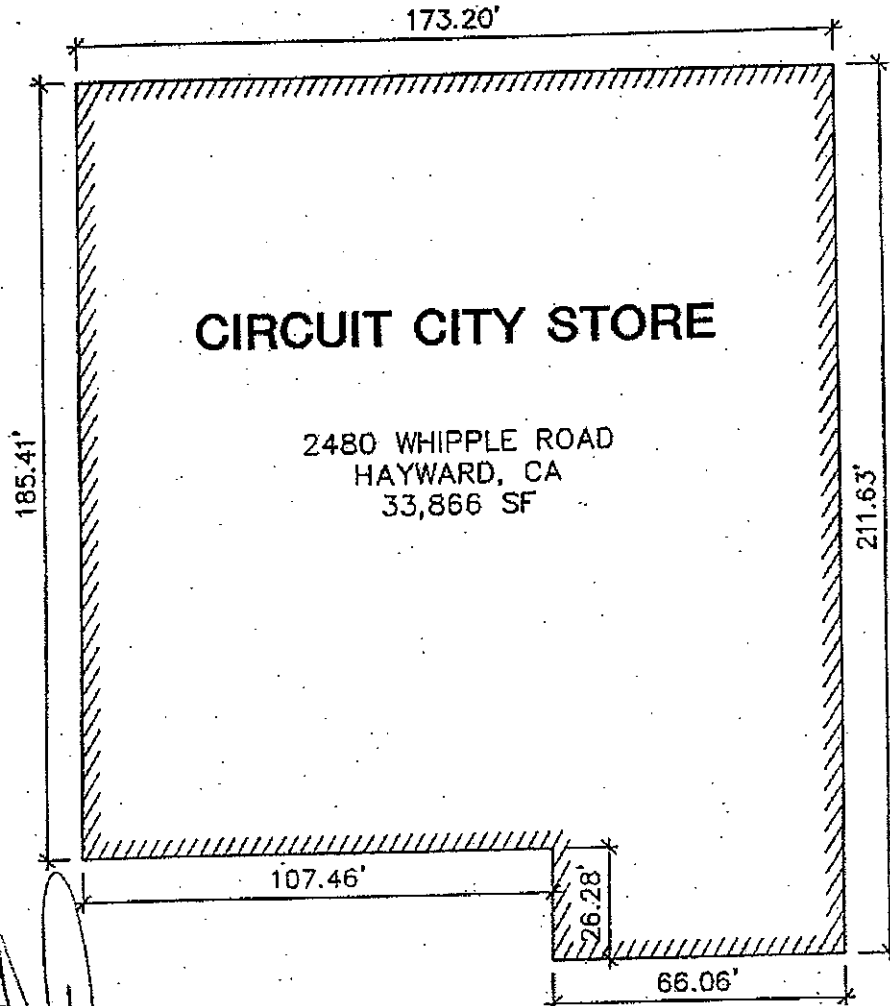 173.20'
185.41'
CIRCUIT CITY STORE
2480 WHIPPLE ROAD
HAYWARD, CA
33,866 SF
211.63'
107.46'
26.28'
66.06'